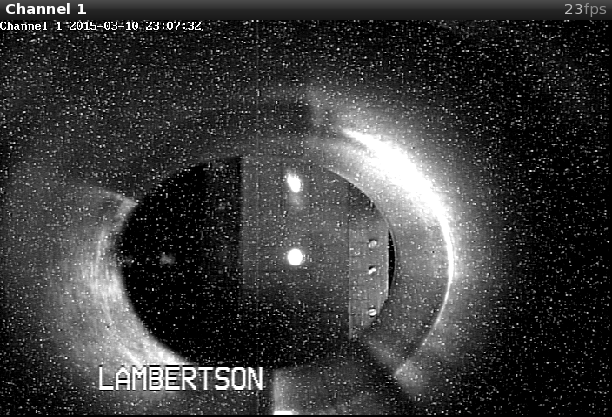 Channel 1
23fps
Channel 1 2015-03-10 23:07:32
LAMBERTSON